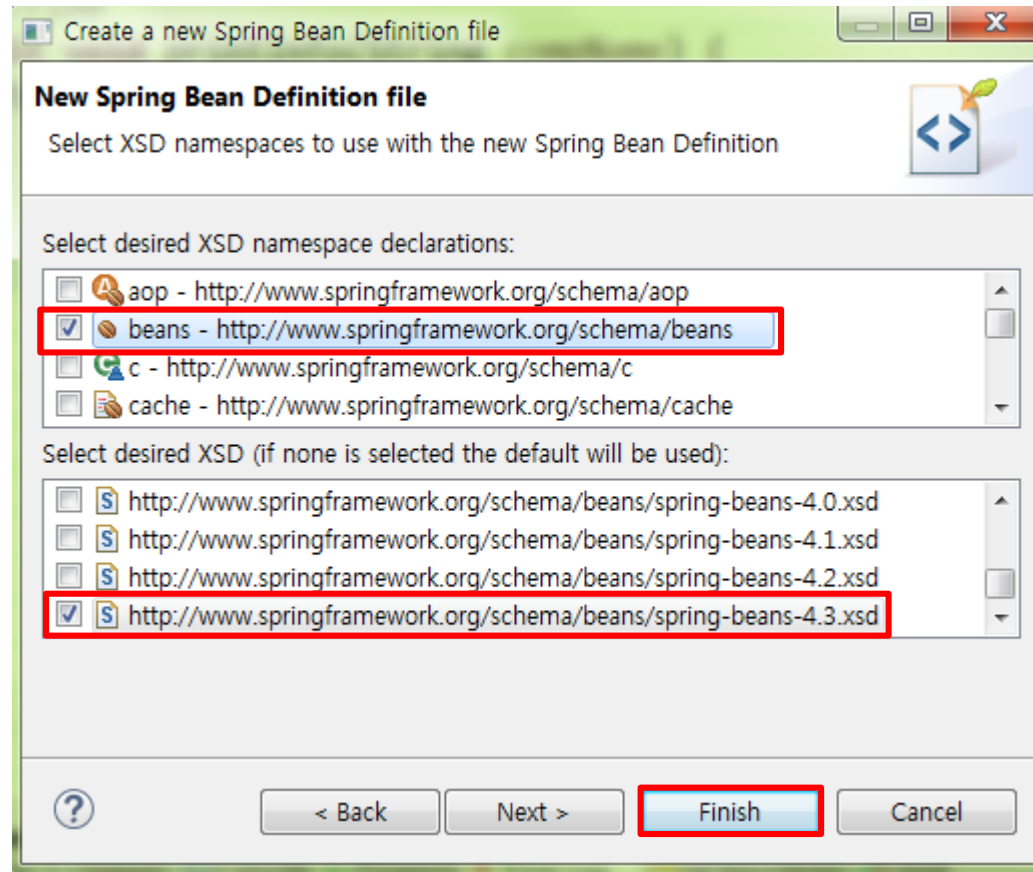 Create a new Spring Bean Definition file
New Spring Bean Definition file
Select XSD namespaces to use with the new Spring Bean Definition
Select desired XSD namespace declarations:
aop - http://www.springframework.org/schema/aop
beans - http://www.springframework.org/schema/beans
c - http://www.springframework.org/schema/c
cache - http://www.springframework.org/schema/cache
Select desired XSD (if none is selected the default will be used):
http://www.springframework.org/schema/beans/spring-beans-4.0.xsd
http://www.springframework.org/schema/beans/spring-beans-4.1.xsd
http://www.springframework.org/schema/beans/spring-beans-4.2.xsd
http://www.springframework.org/schema/beans/spring-beans-4.3.xsd
< Back Next > Finish Cancel